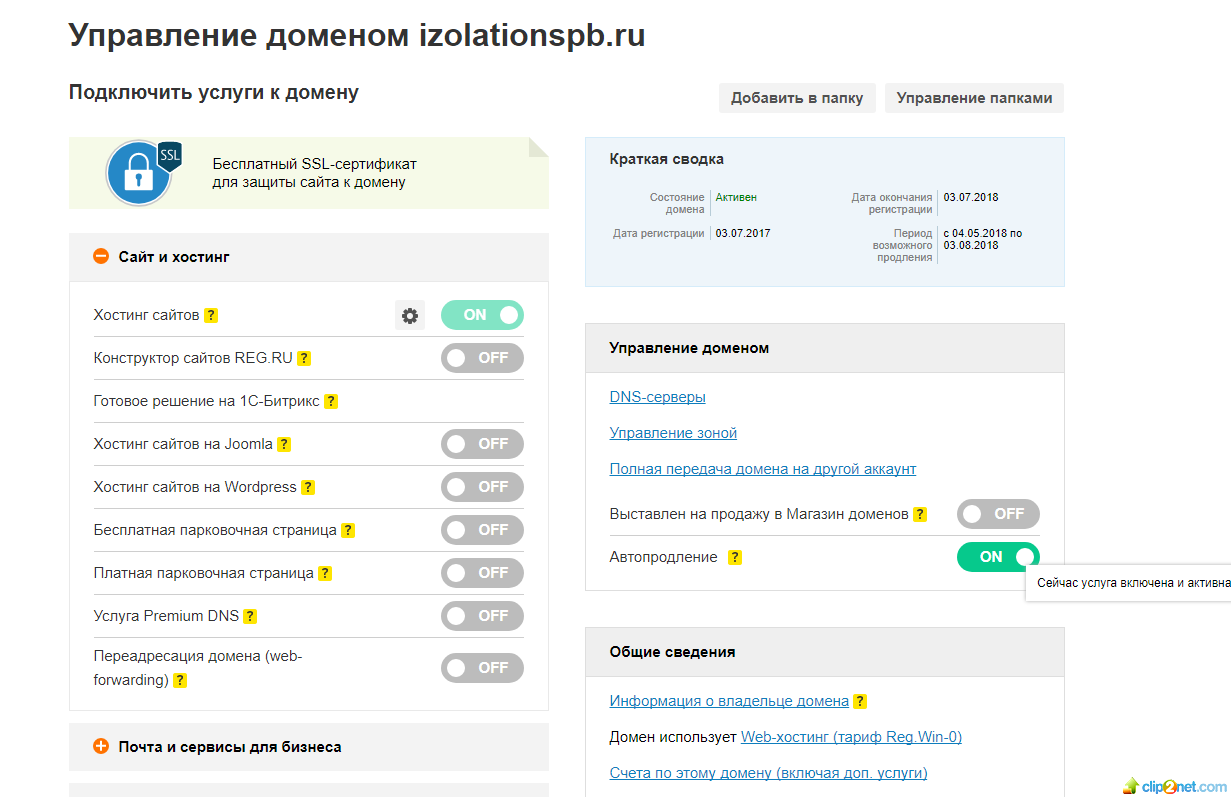 Управление доменом izolationspb.ru
Подключить услуги к домену
Добавить в папку
Управление папками
SSL
Бесплатный SSL-сертификат
для защиты сайта к домену
Сайт и хостинг
Хостинг сайтов ?
ON
Конструктор сайтов REG.RU ?
OFF
Готовое решение на 1С-Битрикс ?
Хостинг сайтов на Joomla ?
OFF
Хостинг сайтов на Wordpress ?
OFF
Бесплатная парковочная страница ?
OFF
Платная парковочная страница ?
OFF
Услуга Premium DNS ?
OFF
Переадресация домена (web-
forwarding) ?
OFF
Почта и сервисы для бизнеса
Краткая сводка
Состояние
домена
Активен
Дата окончания
регистрации
03.07.2018
Дата регистрации
03.07.2017
Период
возможного
продления
с 04.05.2018 по
03.08.2018
Управление доменом
DNS-серверы
Управление зоной
Полная передача домена на другой аккаунт
Выставлен на продажу в Магазин доменов ?
OFF
Автопродление ?
ON
Сейчас услуга включена и активна
Общие сведения
Информация о владельце домена ?
Домен использует Web-хостинг (тариф Reg.Win-0)
Счета по этому домену (включая доп. услуги)
clip2net.com